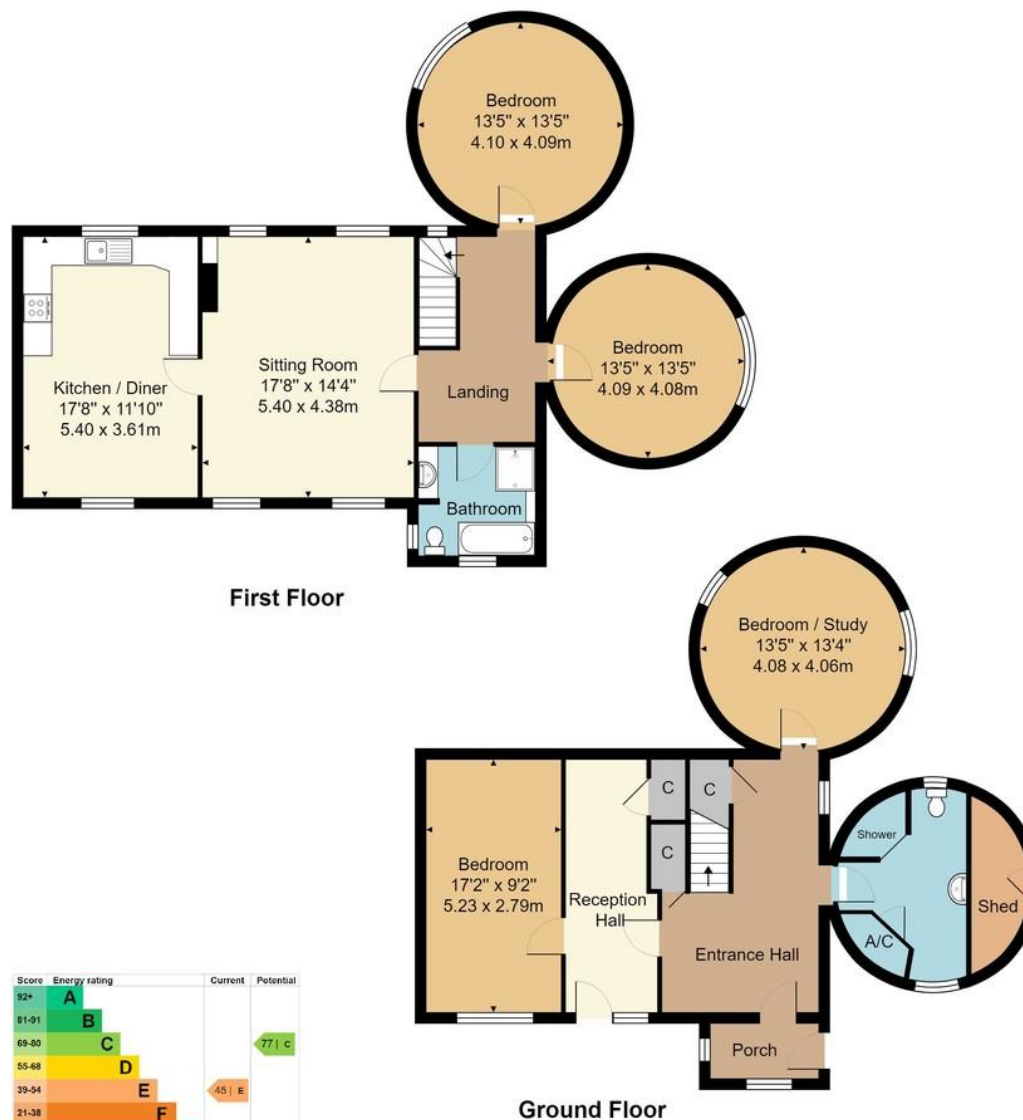 Bedroom
13'5" x 13'5"
4.10 x 4.09m
Kitchen / Diner
17'8" x 11'10"
5.40 x 3.61m
Sitting Room
17'8" x 14'4"
5.40 x 4.38m
Landing
Bedroom
13'5" x 13'5"
4.09 x 4.08m
Bathroom
First Floor
Bedroom / Study
13'5" x 13'4"
4.08 x 4.06m
C
C
C
Bedroom
17'2" x 9'2"
5.23 x 2.79m
Reception
Hall
Entrance Hall
Shower
A/C
Shed
Porch
Ground Floor
Score Energy rating Current Potential
92+ A
81-91 B
69-80 C 77 | C
55-68 D
39-54 E 45 | E
21-38 F